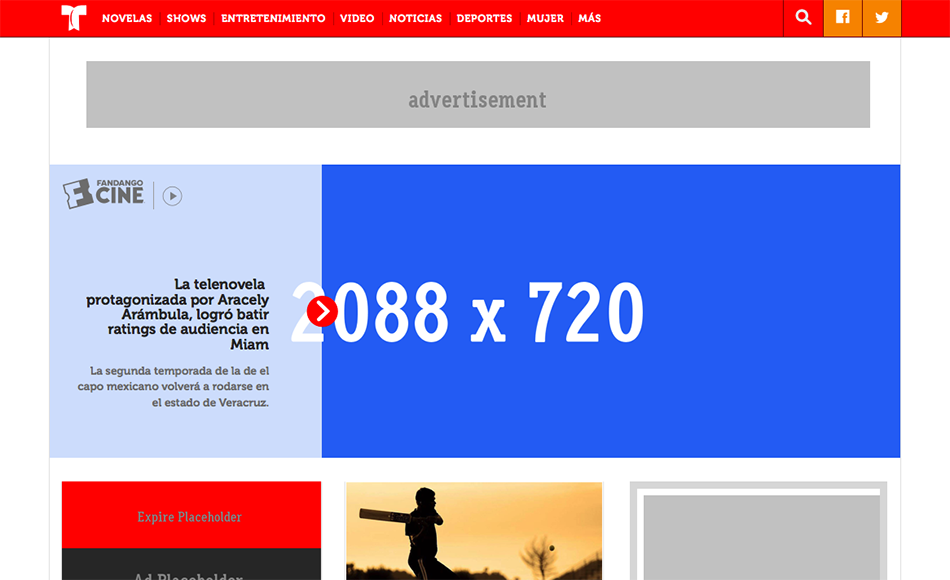 NOVELAS SHOWS ENTRETENIMIENTO VIDEO NOTICIAS DEPORTES MUJER MÁS
advertisement
FANDANGO
CINE
La telenovela
protagonizada por Aracely
Arámbula, logró batir
ratings de audiencia en
Miam
La segunda temporada de la de el
capo mexicano volverá a rodarse en
el estado de Veracruz.
2088 x 720
Expire Placeholder
Ad Placeholder